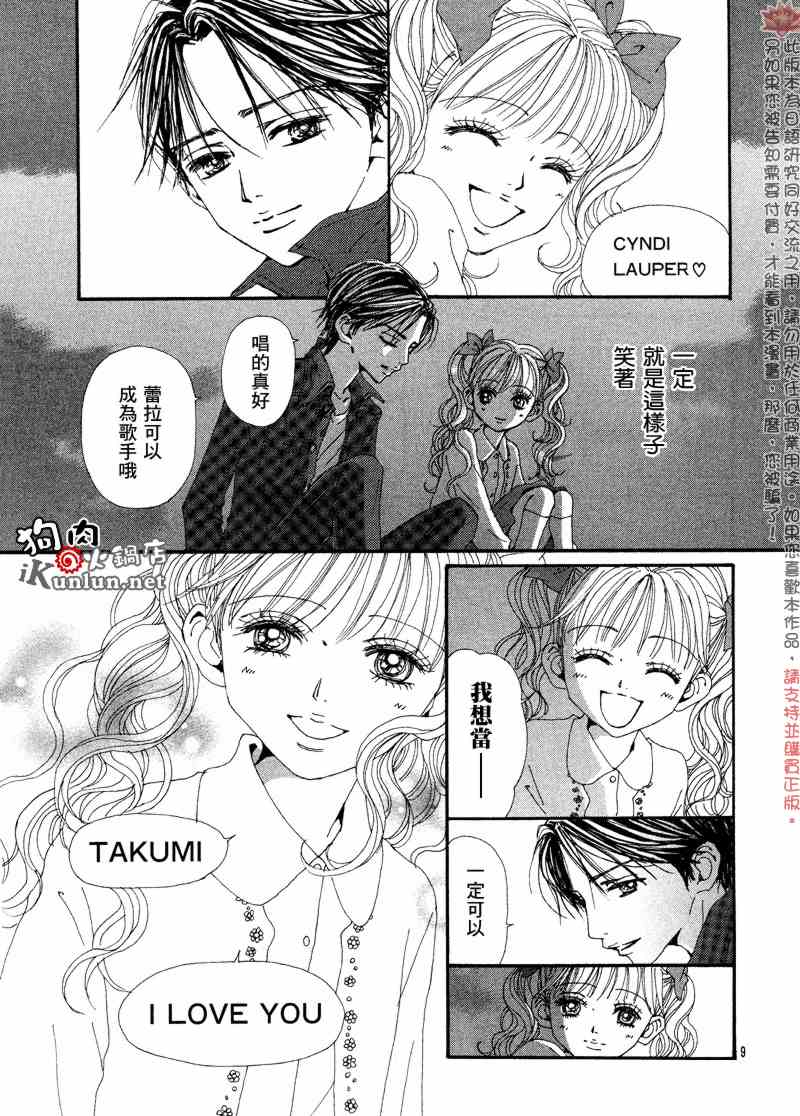 CYNDI
LAUPER♡
一定
就是這樣子
笑著
唱的真好
蕾拉可以
成為歌手哦
我想當——
一定可以
TAKUMI
I LOVE YOU
9
狗肉
火鍋店
iKunlun.net
此版本為日語研究同好交流之用，請勿用於任何商業用途，如果您喜歡本作品，請支持並購買正版。
另如果您被告知需要付費，才能看到本漫畫，那麼，您被騙了！